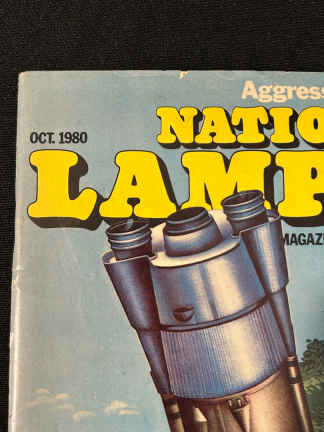 Aggress
OCT. 1980
NATIO
LAMP
MAGAZI